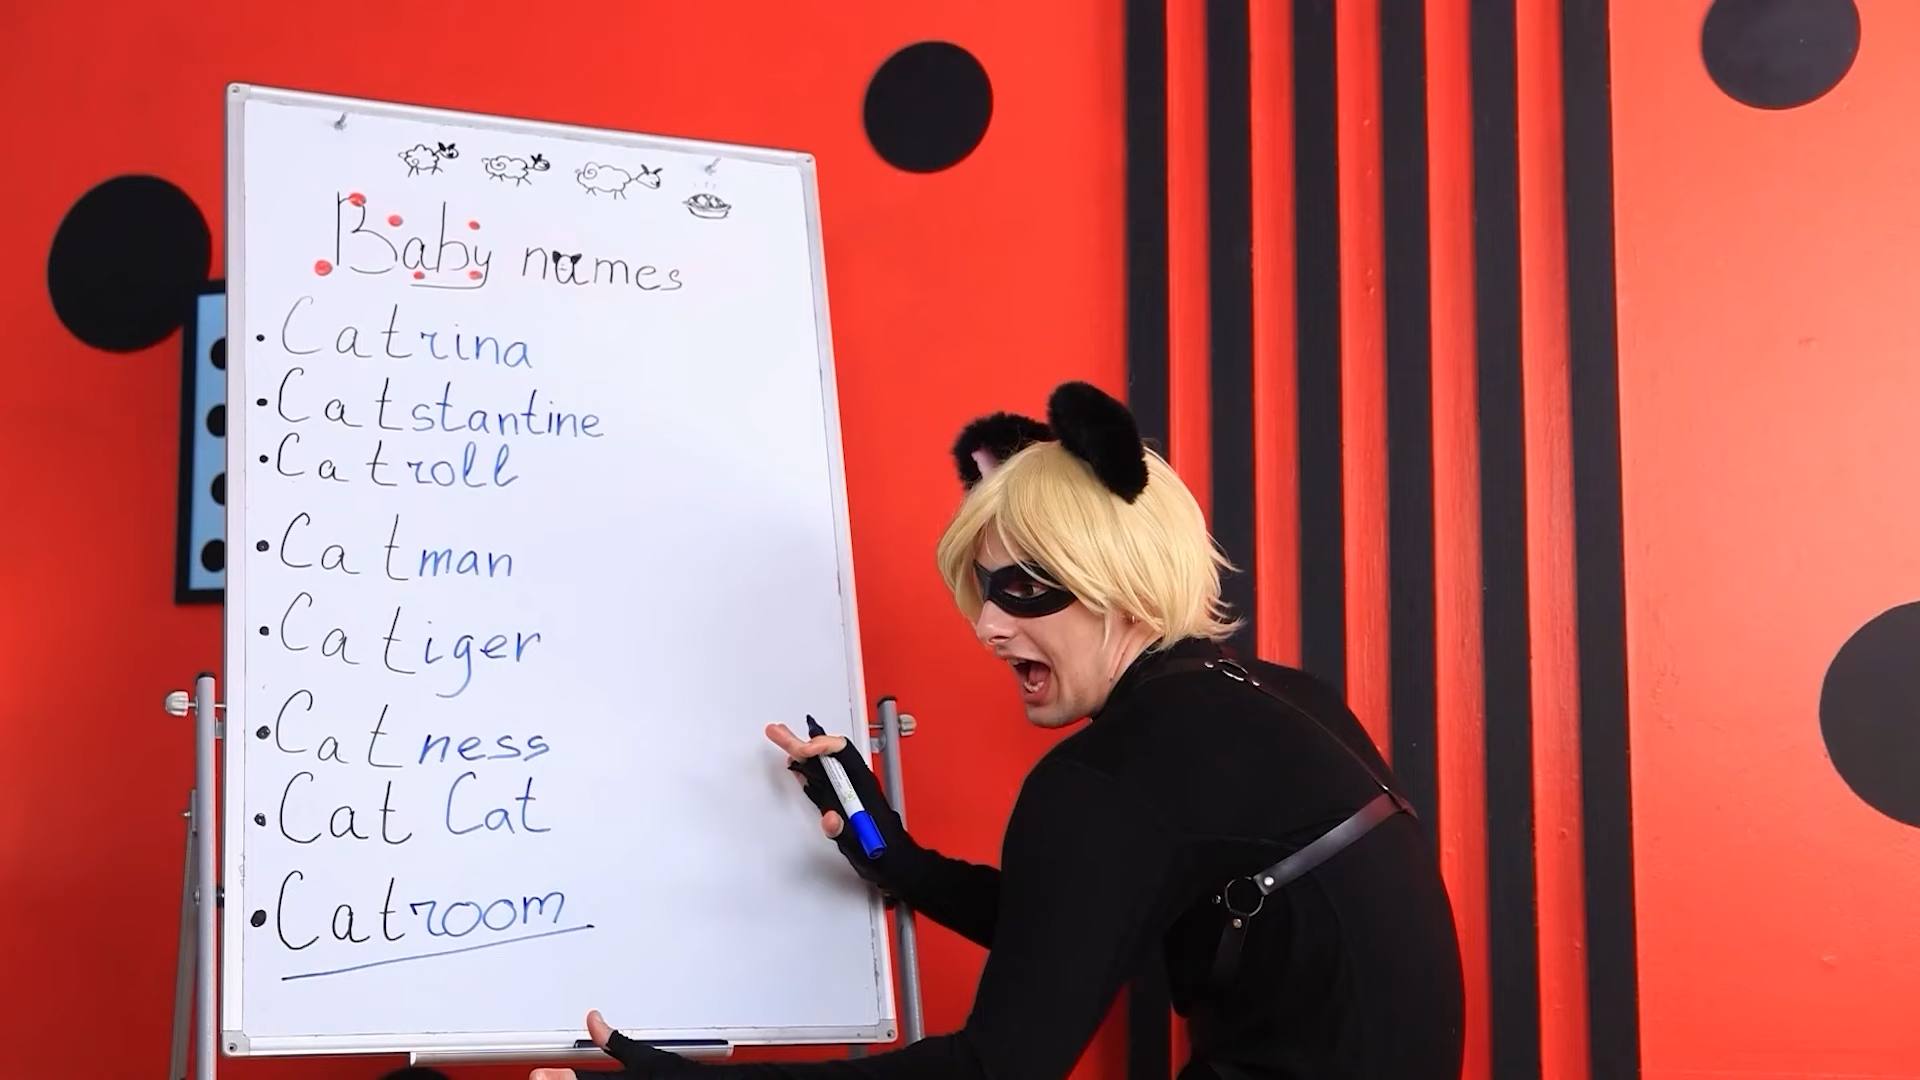 Baby names
• Catrina
• Catstantine
• Catroll
• Catman
• Catiger
• Catness
• Cat Cat
• Catroom